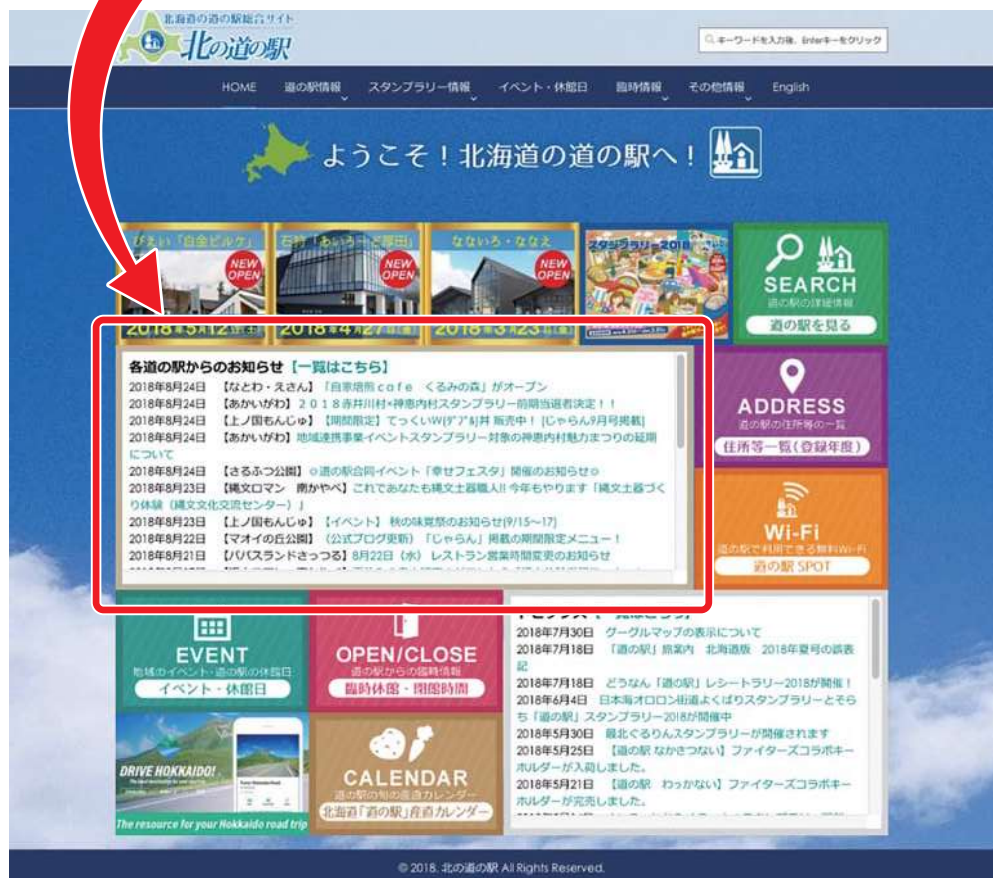 北海道の道の駅総合サイト
北の道の駅
キーワードを入力後、Enterキーをクリック
HOME 道の駅情報 スタンプラリー情報 イベント・休館日 臨時情報 その他情報 English
ようこそ！北海道の道の駅へ！
びえい「白金ビルケ」
NEW OPEN
2018年5月12日(土)
石狩「あいろーど厚田」
NEW OPEN
2018年4月27日(金)
なないろ・ななえ
NEW OPEN
2018年3月23日(金)
スタンプラリー2018
SEARCH
道の駅の詳細情報
道の駅を見る
各道の駅からのお知らせ【一覧はこちら】
2018年8月24日 【なとわ・えさん】「自家焙煎ｃａｆｅ くるみの森」がオープン
2018年8月24日 【あかいがわ】２０１８赤井川村×神恵内村スタンプラリー前期当選者決定！！
2018年8月24日 【上ノ国もんじゅ】【期間限定】てっくいW(ﾀﾞﾌﾞﾙ)丼 販売中！ [じゃらん9月号掲載]
2018年8月24日 【あかいがわ】地域連携事業イベントスタンプラリー対象の神恵内村魅力まつりの延期
について
2018年8月24日 【さるふつ公園】◎道の駅合同イベント「幸せフェスタ」開催のお知らせ◎
2018年8月23日 【縄文ロマン 南かやべ】これであなたも縄文土器職人!! 今年もやります「縄文土器づく
り体験（縄文文化交流センター）」
2018年8月23日 【上ノ国もんじゅ】【イベント】 秋の味覚祭のお知らせ(9/15～17)
2018年8月22日 【マオイの丘公園】（公式ブログ更新）「じゃらん」掲載の期間限定メニュー！
2018年8月21日 【パパスランドさっつる】8月22日（水） レストラン営業時間変更のお知らせ
ADDRESS
道の駅の住所等の一覧
住所等一覧(登録年度)
Wi-Fi
道の駅で利用できる無料Wi-Fi
道の駅 SPOT
EVENT
地域のイベント・道の駅の休館日
イベント・休館日
OPEN/CLOSE
道の駅からの臨時情報
臨時休館・開館時間
トピックス【一覧はこちら】
2018年7月30日 グーグルマップの表示について
2018年7月18日 「道の駅」旅案内 北海道版 2018年夏号の誤表
記
2018年7月18日 どうなん「道の駅」レシートラリー2018が開催！
2018年6月4日 日本海オロロン街道よくばりスタンプラリーとそら
ち「道の駅」スタンプラリー2018が開催中
2018年5月30日 最北ぐるりんスタンプラリーが開催されます
2018年5月25日 【道の駅 なかさつない】ファイターズコラボキー
ホルダーが入荷しました。
2018年5月21日 【道の駅 わっかない】ファイターズコラボキー
ホルダーが完売しました。
DRIVE HOKKAIDO!
The resource for your Hokkaido road trip
CALENDAR
道の駅の旬の産直カレンダー
北海道「道の駅」産直カレンダー
© 2018. 北の道の駅 All Rights Reserved.